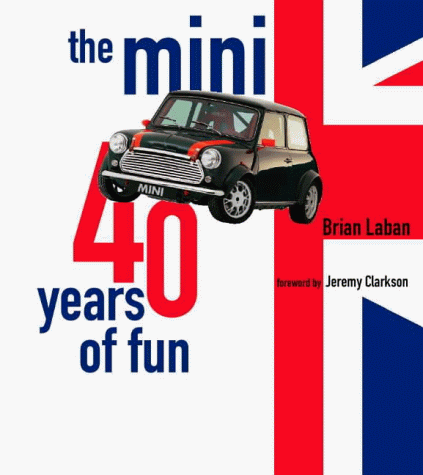 the mini
MINI
40
years
of fun
Brian Laban
foreword by Jeremy Clarkson